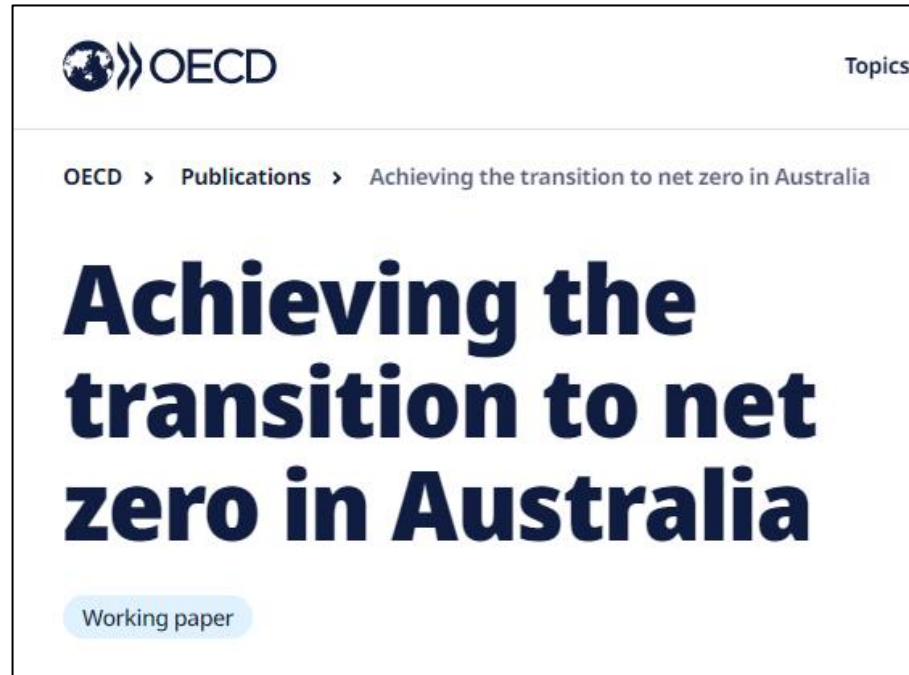 OECD
Topics
OECD > Publications > Achieving the transition to net zero in Australia
Achieving the
transition to net
zero in Australia
Working paper